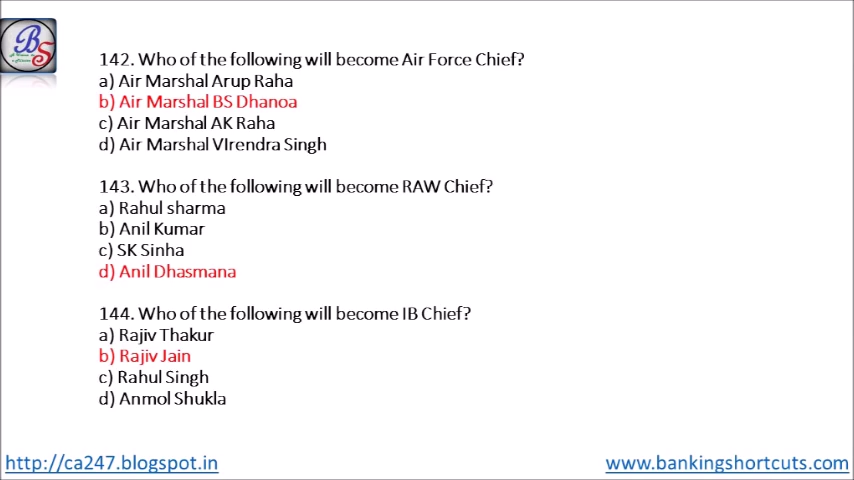 BS
142. Who of the following will become Air Force Chief?
a) Air Marshal Arup Raha
b) Air Marshal BS Dhanoa
c) Air Marshal AK Raha
d) Air Marshal VIrendra Singh
143. Who of the following will become RAW Chief?
a) Rahul sharma
b) Anil Kumar
c) SK Sinha
d) Anil Dhasmana
144. Who of the following will become IB Chief?
a) Rajiv Thakur
b) Rajiv Jain
c) Rahul Singh
d) Anmol Shukla
http://ca247.blogspot.in
www.bankingshortcuts.com